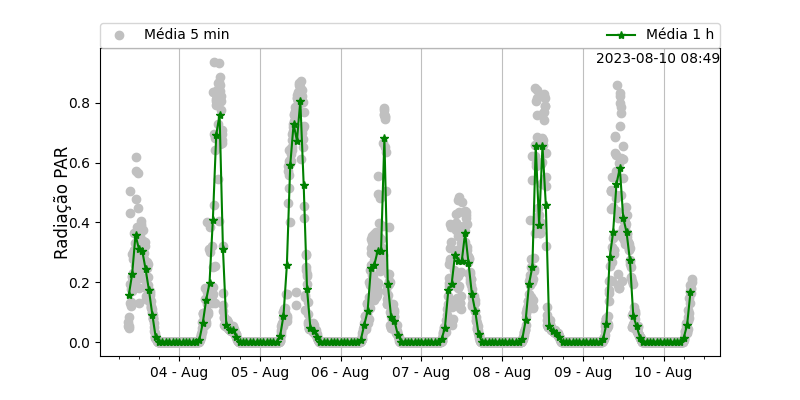 Média 5 min
Média 1 h
2023-08-10 08:49
Radiação PAR
0.8
0.6
0.4
0.2
0.0
04 - Aug
05 - Aug
06 - Aug
07 - Aug
08 - Aug
09 - Aug
10 - Aug